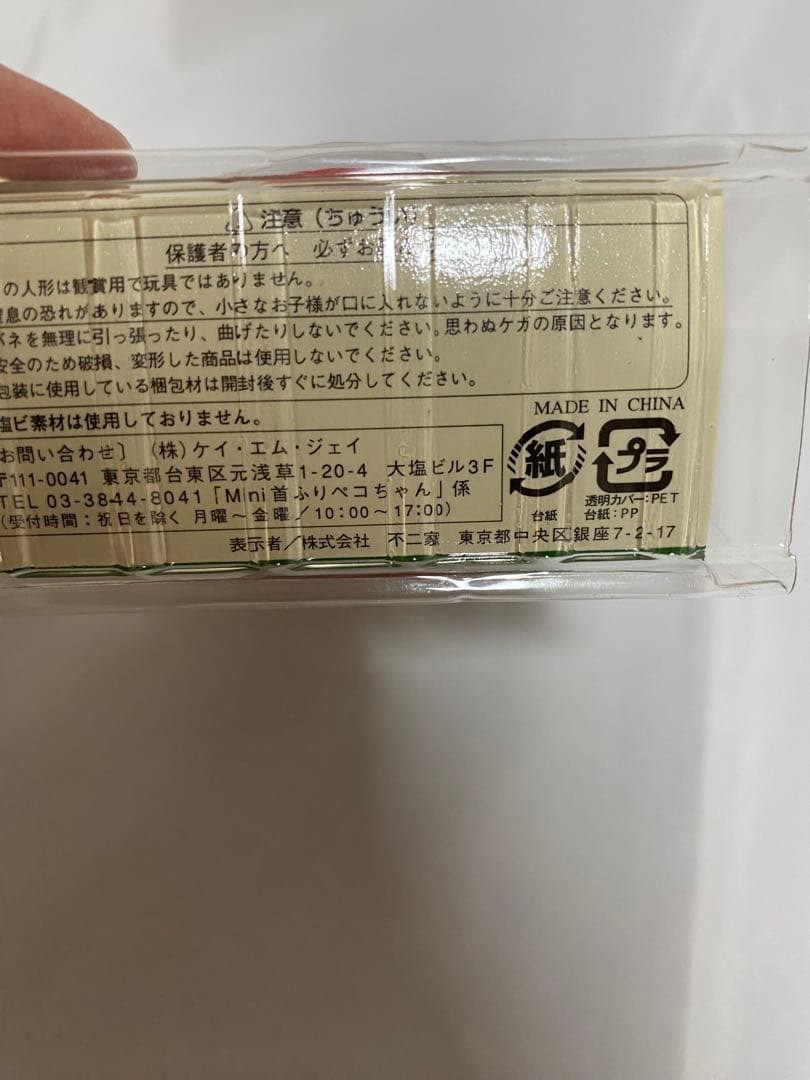 注意（ちゅうい）
保護者の方へ 必ずお
の人形は観賞用で玩具ではありません。
息の恐れがありますので、小さなお子様が口に入れないように十分ご注意ください。
バネを無理に引っ張ったり、曲げたりしないでください。思わぬケガの原因となります。
安全のため破損、変形した商品は使用しないでください。
包装に使用している梱包材は開封後すぐに処分してください。
塩ビ素材は使用しておりません。
MADE IN CHINA
お問い合わせ］（株）ケイ・エム・ジェイ
〒111-0041 東京都台東区元浅草1-20-4 大塩ビル3F
TEL 03-3844-8041「Mini首ふりペコちゃん」係
（受付時間：祝日を除く 月曜～金曜／10:00～17:00）
紙
台紙
プラ
透明カバー：PET
台紙：PP
表示者／株式会社 不二家 東京都中央区銀座7-2-17